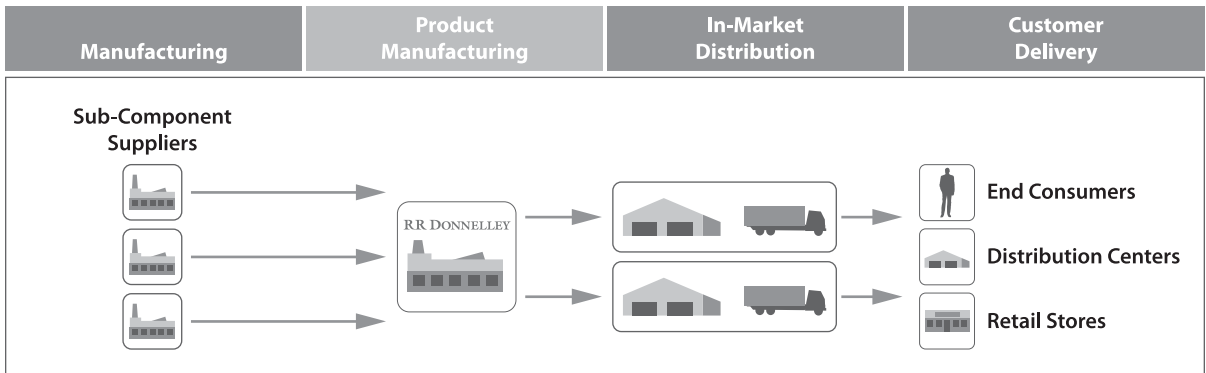 Manufacturing
Product
Manufacturing
In-Market
Distribution
Customer
Delivery
Sub-Component
Suppliers
RR DONNELLEY
End Consumers
Distribution Centers
Retail Stores